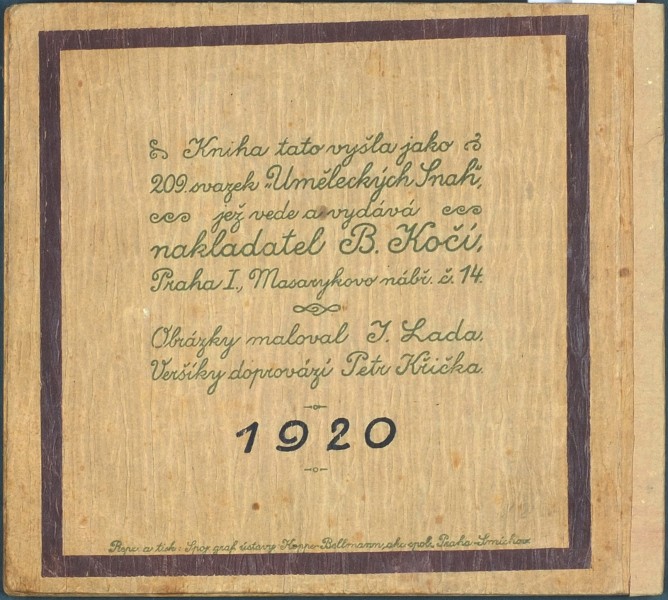 Kniha tato vyšla jako
209. svazek „Uměleckých Snah“,
jež vede a vydává
nakladatel B. Kočí,
Praha I., Masarykovo nábř. č. 14.
Obrázky maloval J. Lada.
Veršíky doprovází Petr Křička.
1920
Repr. a tisk: Spoj. graf. ústavy Koppe-Bellmann, akc. spol., Praha-Smíchov